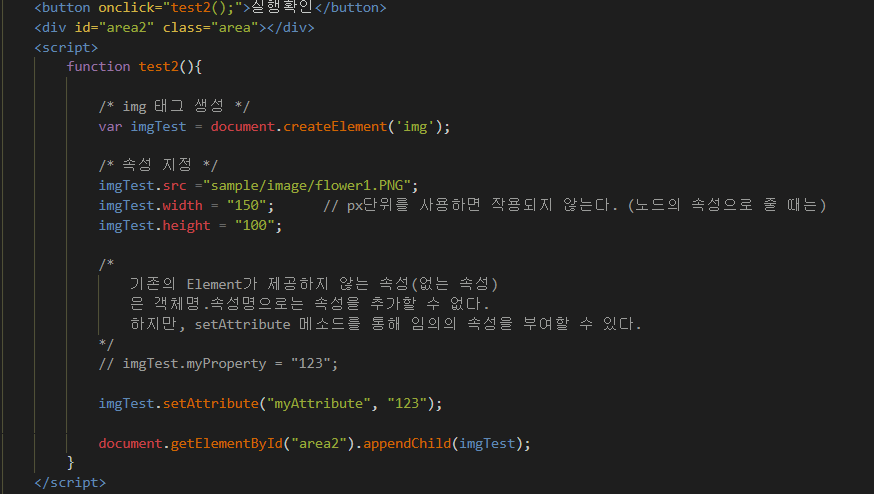 <button onclick="test2();">실행확인</button>
<div id="area2" class="area"></div>
<script>
function test2(){
/* img 태그 생성 */
var imgTest = document.createElement('img');
/* 속성 지정 */
imgTest.src ="sample/image/flower1.PNG";
imgTest.width = "150";      // px단위를 사용하면 작용되지 않는다. (노드의 속성으로 줄 때는)
imgTest.height = "100";
/*
기존의 Element가 제공하지 않는 속성(없는 속성)
은 객체명.속성명으로는 속성을 추가할 수 없다.
하지만, setAttribute 메소드를 통해 임의의 속성을 부여할 수 있다.
*/
// imgTest.myProperty = "123";
imgTest.setAttribute("myAttribute", "123");
document.getElementById("area2").appendChild(imgTest);
}
</script>